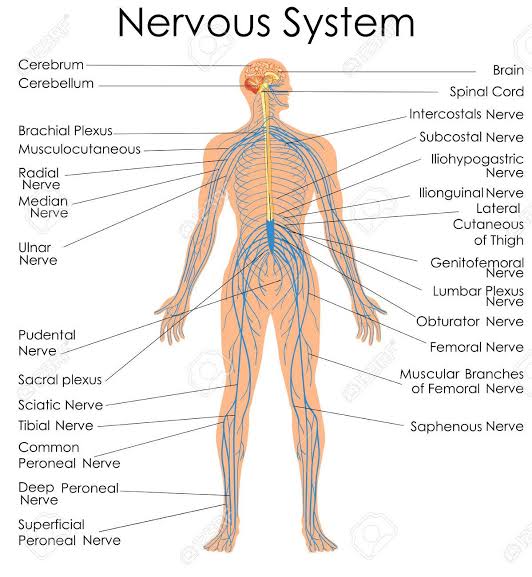 Nervous System
Cerebrum
Cerebellum
Brachial Plexus
Musculocutaneous
Radial
Nerve
Median
Nerve
Ulnar
Nerve
Pudental
Nerve
Sacral plexus
Sciatic Nerve
Tibial Nerve
Common
Peroneal Nerve
Deep Peroneal
Nerve
Superficial
Peroneal Nerve
Brain
Spinal Cord
Intercostals Nerve
Subcostal Nerve
Iliohypogastric
Nerve
Ilionguinal Nerve
Lateral
Cutaneous
of Thigh
Genitofemoral
Nerve
Lumbar Plexus
Nerve
Obturator Nerve
Femoral Nerve
Muscular Branches
of Femoral Nerve
Saphenous Nerve